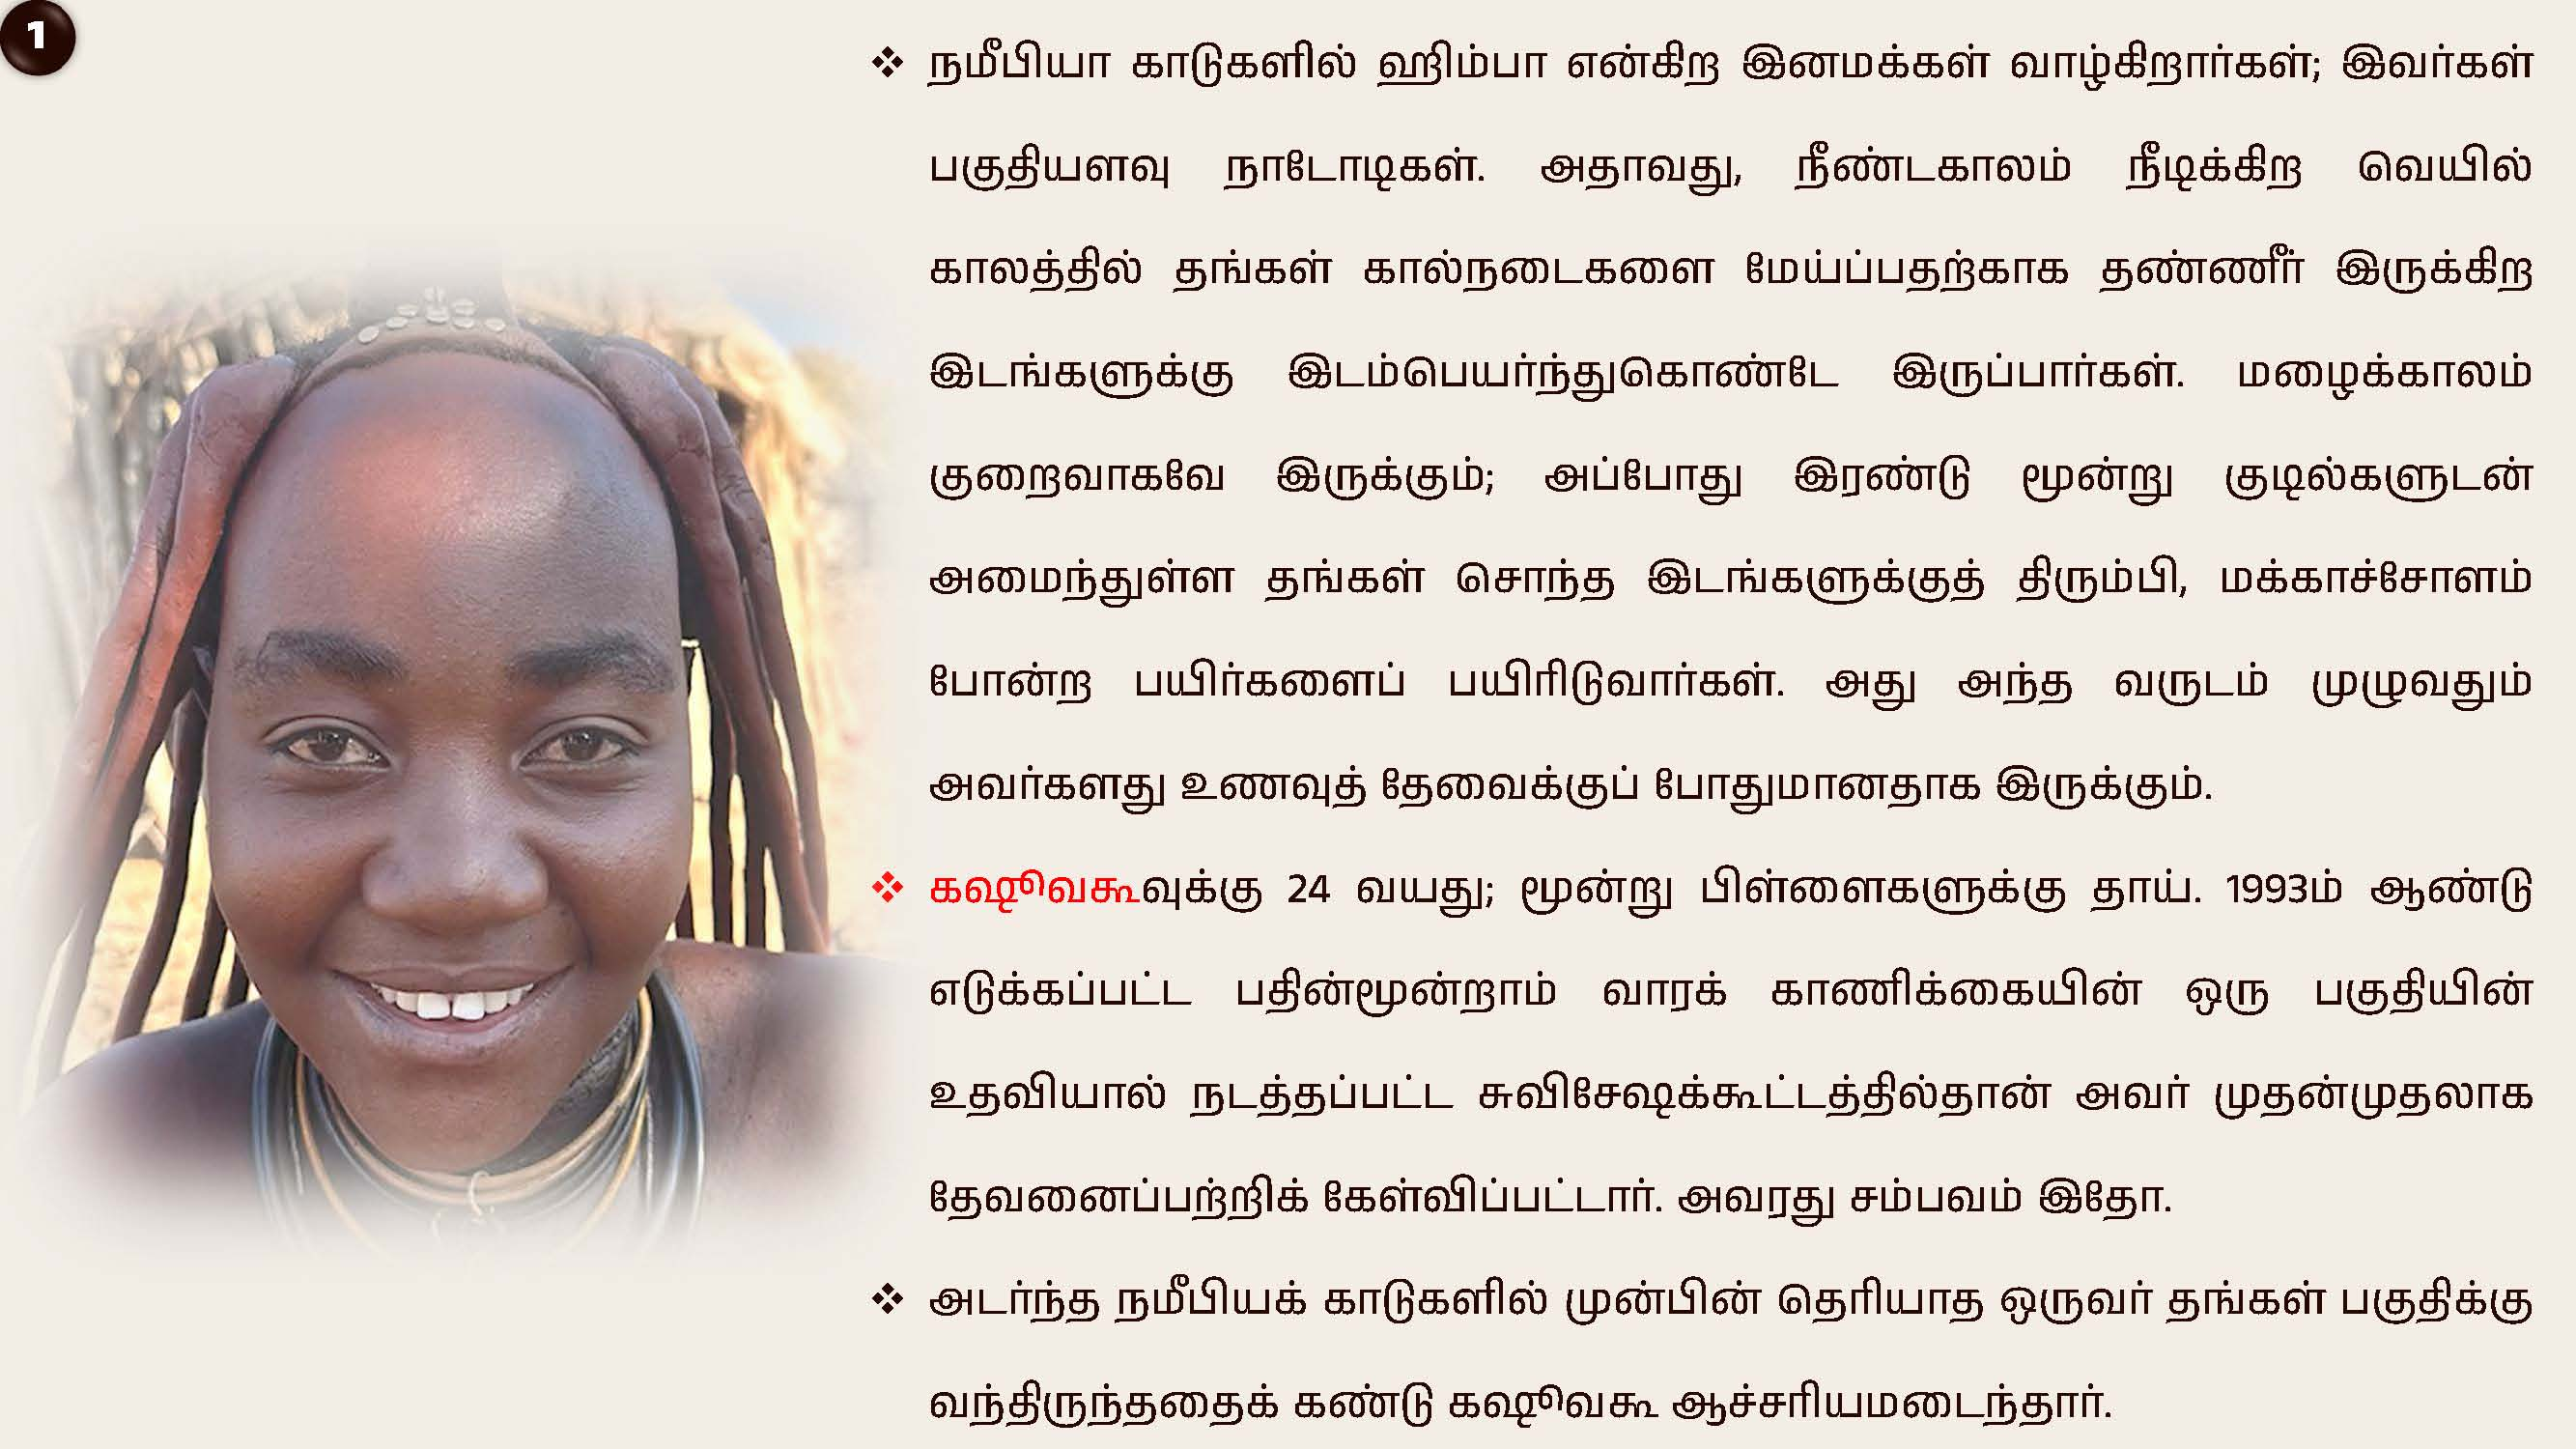 1
❖ நமீபியா காடுகளில் ஹிம்பா என்கிற இனமக்கள் வாழ்கிறார்கள்; இவர்கள்
பகுதியளவு நாடோடிகள். அதாவது, நீண்டகாலம் நீடிக்கிற வெயில்
காலத்தில் தங்கள் கால்நடைகளை மேய்ப்பதற்காக தண்ணீர் இருக்கிற
இடங்களுக்கு இடம்பெயர்ந்துகொண்டே இருப்பார்கள். மழைக்காலம்
குறைவாகவே இருக்கும்; அப்போது இரண்டு மூன்று குடில்களுடன்
அமைந்துள்ள தங்கள் சொந்த இடங்களுக்குத் திரும்பி, மக்காச்சோளம்
போன்ற பயிர்களைப் பயிரிடுவார்கள். அது அந்த வருடம் முழுவதும்
அவர்களது உணவுத் தேவைக்குப் போதுமானதாக இருக்கும்.
❖ கஷூவகூவுக்கு 24 வயது; மூன்று பிள்ளைகளுக்கு தாய். 1993ம் ஆண்டு
எடுக்கப்பட்ட பதின்மூன்றாம் வாரக் காணிக்கையின் ஒரு பகுதியின்
உதவியால் நடத்தப்பட்ட சுவிசேஷக்கூட்டத்தில்தான் அவர் முதன்முதலாக
தேவனைப்பற்றிக் கேள்விப்பட்டார். அவரது சம்பவம் இதோ.
❖ அடர்ந்த நமீபியக் காடுகளில் முன்பின் தெரியாத ஒருவர் தங்கள் பகுதிக்கு
வந்திருந்ததைக் கண்டு கஷூவகூ ஆச்சரியமடைந்தார்.